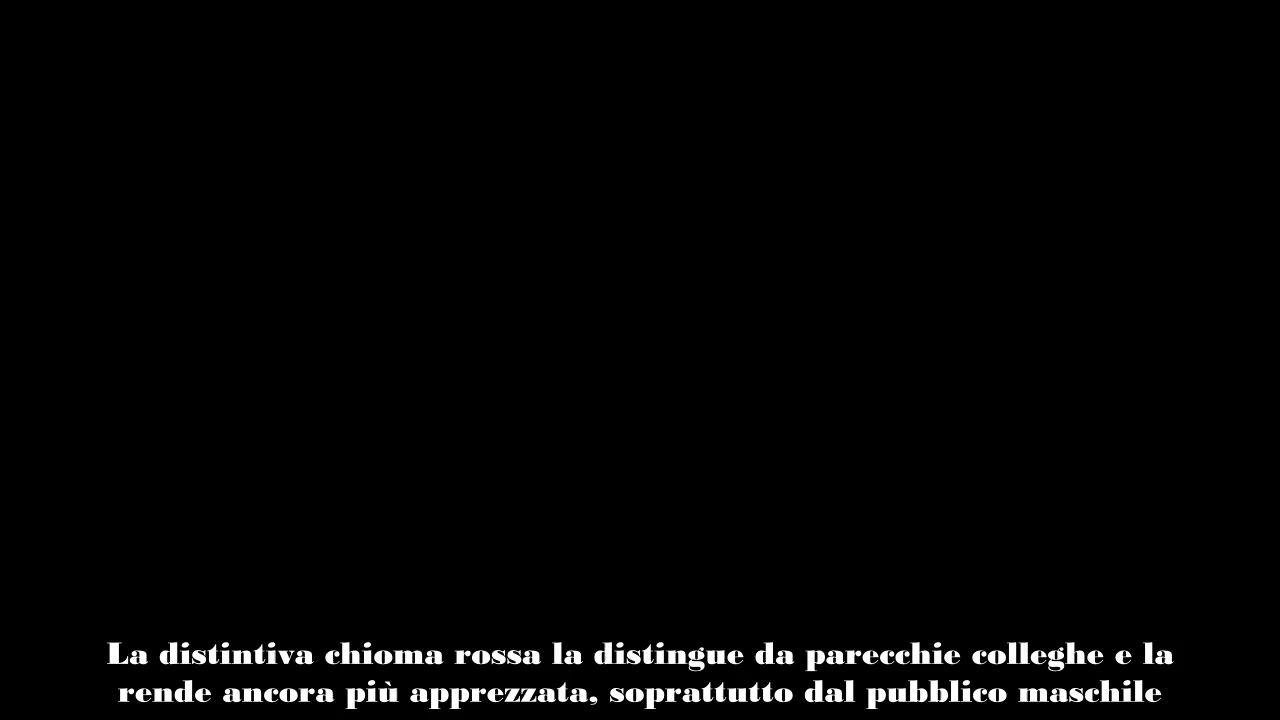 La distintiva chioma rossa la distingue da parecchie colleghe e la
rende ancora più apprezzata, soprattutto dal pubblico maschile